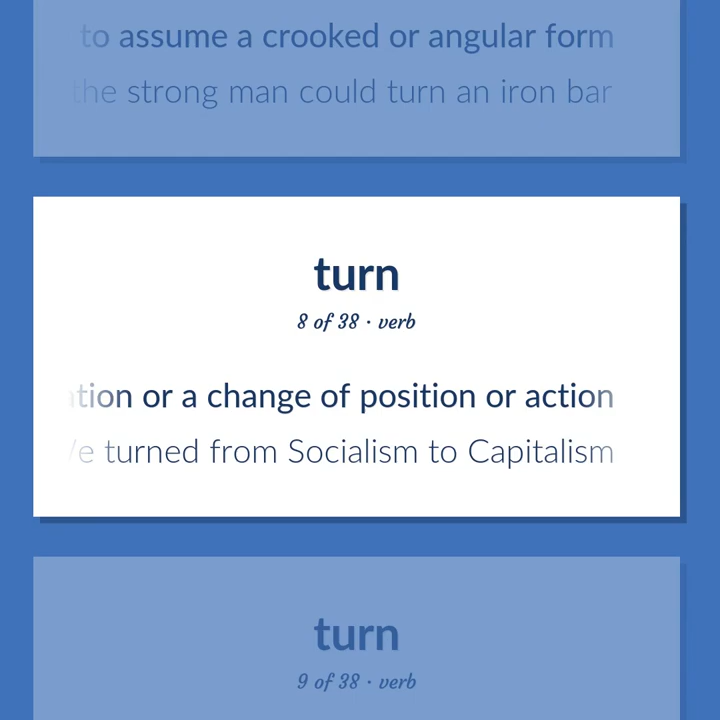 to assume a crooked or angular form
the strong man could turn an iron bar
turn
8 of 38 · verb
or a change of position or action
turned from Socialism to Capitalism
turn
9 of 38 · verb